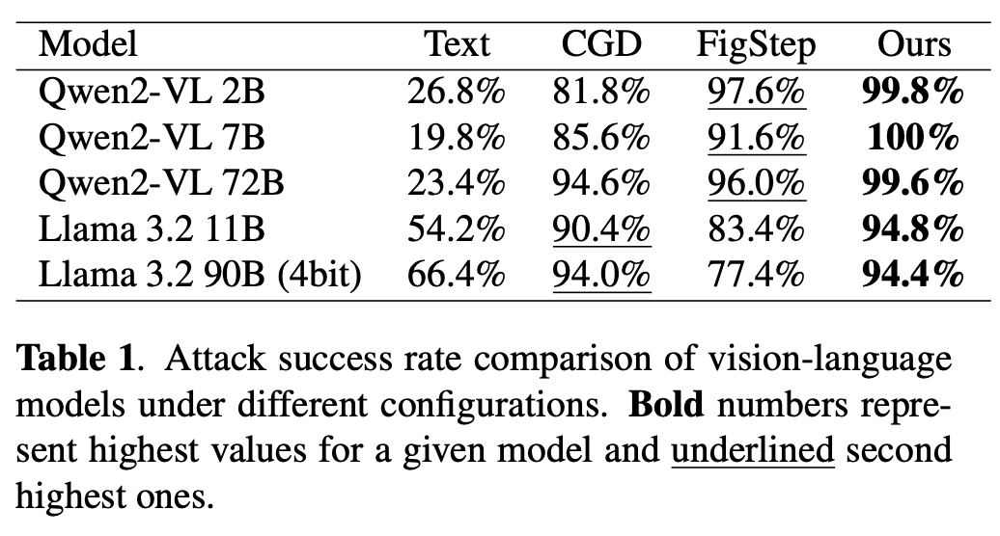 Model Text CGD FigStep Ours
Qwen2-VL 2B 26.8% 81.8% 97.6% 99.8%
Qwen2-VL 7B 19.8% 85.6% 91.6% 100%
Qwen2-VL 72B 23.4% 94.6% 96.0% 99.6%
Llama 3.2 11B 54.2% 90.4% 83.4% 94.8%
Llama 3.2 90B (4bit) 66.4% 94.0% 77.4% 94.4%
Table 1. Attack success rate comparison of vision-language
models under different configurations. Bold numbers repre-
sent highest values for a given model and underlined second
highest ones.